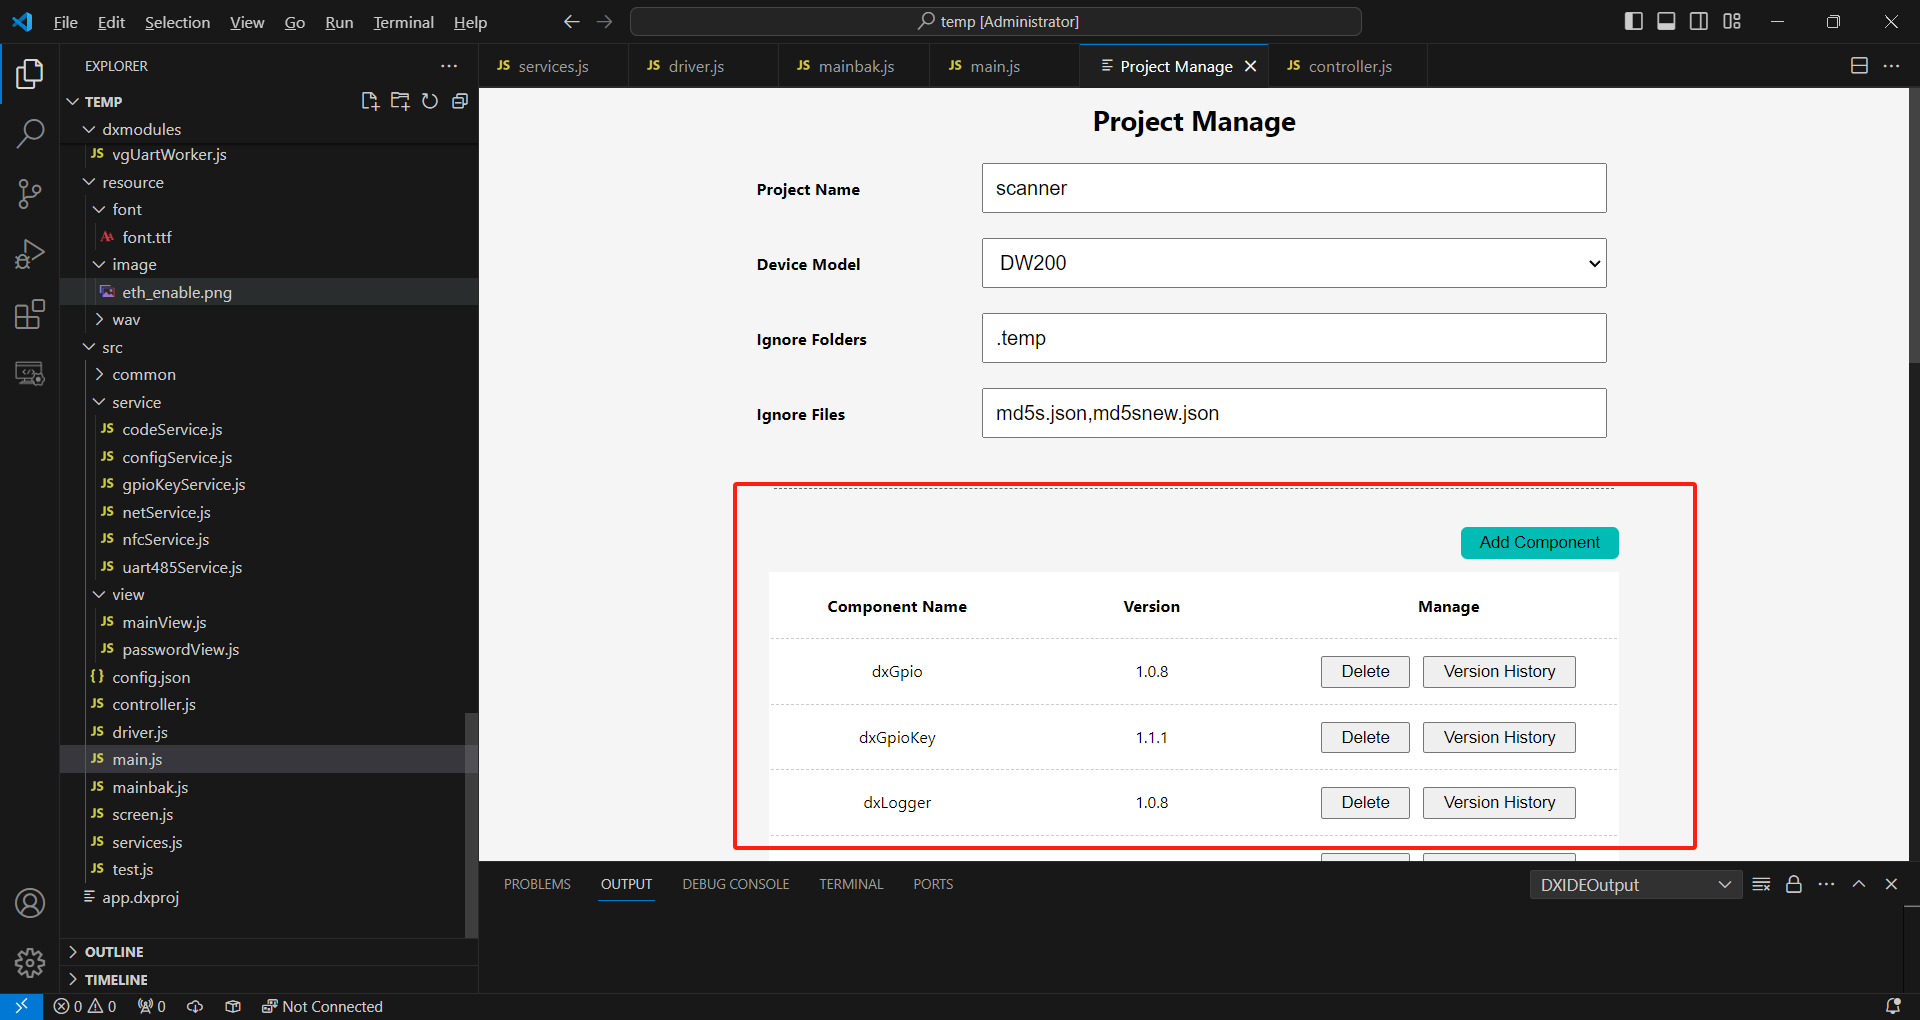 File Edit Selection View Go Run Terminal Help
temp [Administrator]
EXPLORER
TEMP
dxmodules
JS vgUartWorker.js
resource
font
font.ttf
image
eth_enable.png
wav
src
common
service
JS codeService.js
JS configService.js
JS gpioKeyService.js
JS netService.js
JS nfcService.js
JS uart485Service.js
view
JS mainView.js
JS passwordView.js
{} config.json
JS controller.js
JS driver.js
JS main.js
JS mainbak.js
JS screen.js
JS services.js
JS test.js
app.dxproj
OUTLINE
TIMELINE
JS services.js JS driver.js JS mainbak.js JS main.js Project Manage JS controller.js
Project Manage
Project Name scanner
Device Model DW200
Ignore Folders .temp
Ignore Files md5s.json,md5snew.json
Add Component
Component Name Version Manage
dxGpio 1.0.8 Delete Version History
dxGpioKey 1.1.1 Delete Version History
dxLogger 1.0.8 Delete Version History
PROBLEMS OUTPUT DEBUG CONSOLE TERMINAL PORTS DXIDEOutput
0 0 0 Not Connected